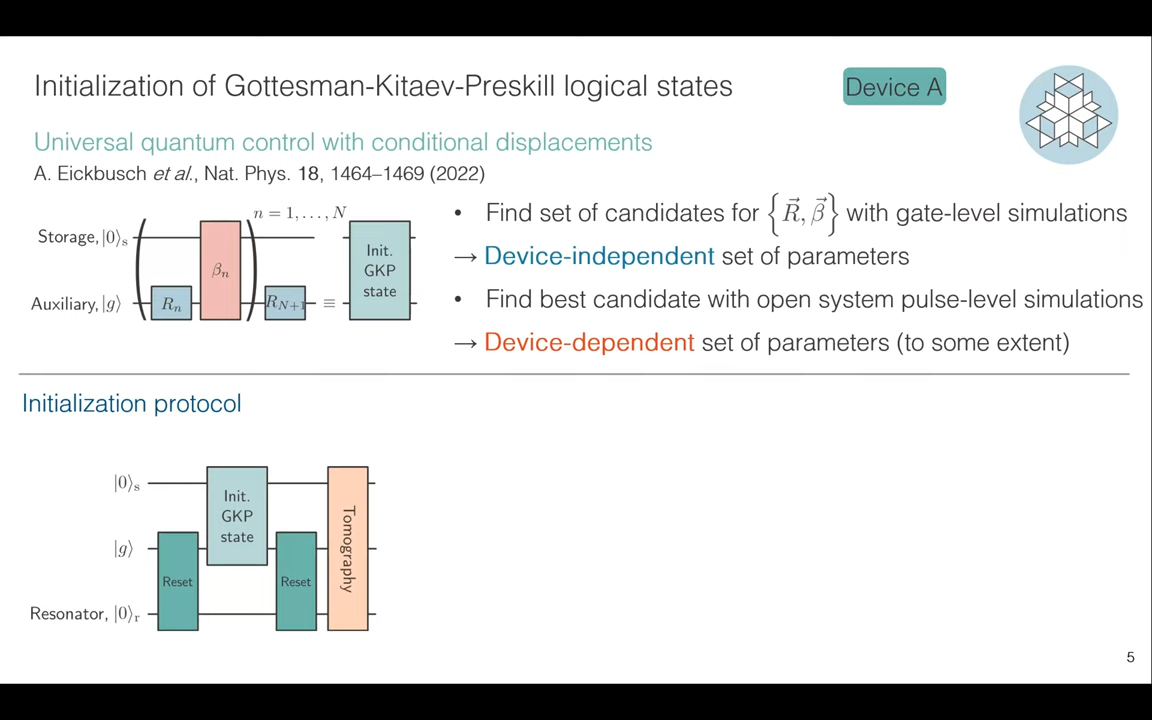 Initialization of Gottesman-Kitaev-Preskill logical states
Device A
Universal quantum control with conditional displacements
A. Eickbusch et al., Nat. Phys. 18, 1464–1469 (2022)
n = 1, . . . , N
Storage, |0⟩s
βn
Auxiliary, |g⟩
Rn
RN+1
≡
Init.
GKP
state
• Find set of candidates for {R⃗, β⃗} with gate-level simulations
→ Device-independent set of parameters
• Find best candidate with open system pulse-level simulations
→ Device-dependent set of parameters (to some extent)
Initialization protocol
|0⟩s
|g⟩
Resonator, |0⟩r
Reset
Init.
GKP
state
Reset
Tomography
5